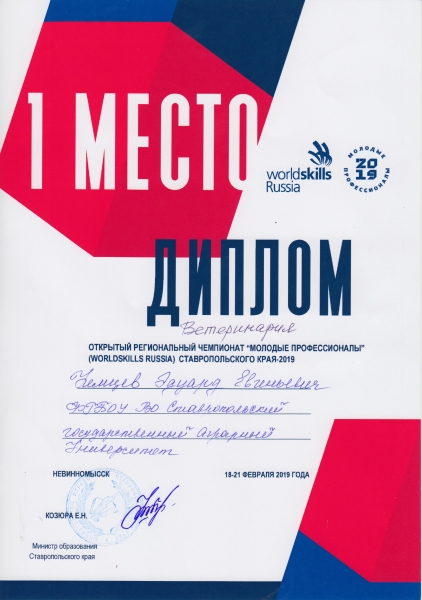 1 МЕСТО
worldskills
Russia
МОЛОДЫЕ ПРОФЕССИОНАЛЫ
2019
ДИПЛОМ
Ветеринария
ОТКРЫТЫЙ РЕГИОНАЛЬНЫЙ ЧЕМПИОНАТ "МОЛОДЫЕ ПРОФЕССИОНАЛЫ"
(WORLDSKILLS RUSSIA) СТАВРОПОЛЬСКОГО КРАЯ-2019
Эдуард Евгеньевич
ФГБОУ ВО Ставропольский
государственный Аграрный
Университет
НЕВИННОМЫССК 18-21 ФЕВРАЛЯ 2019 ГОДА
КОЗЮРА Е.Н.
Министр образования
Ставропольского края